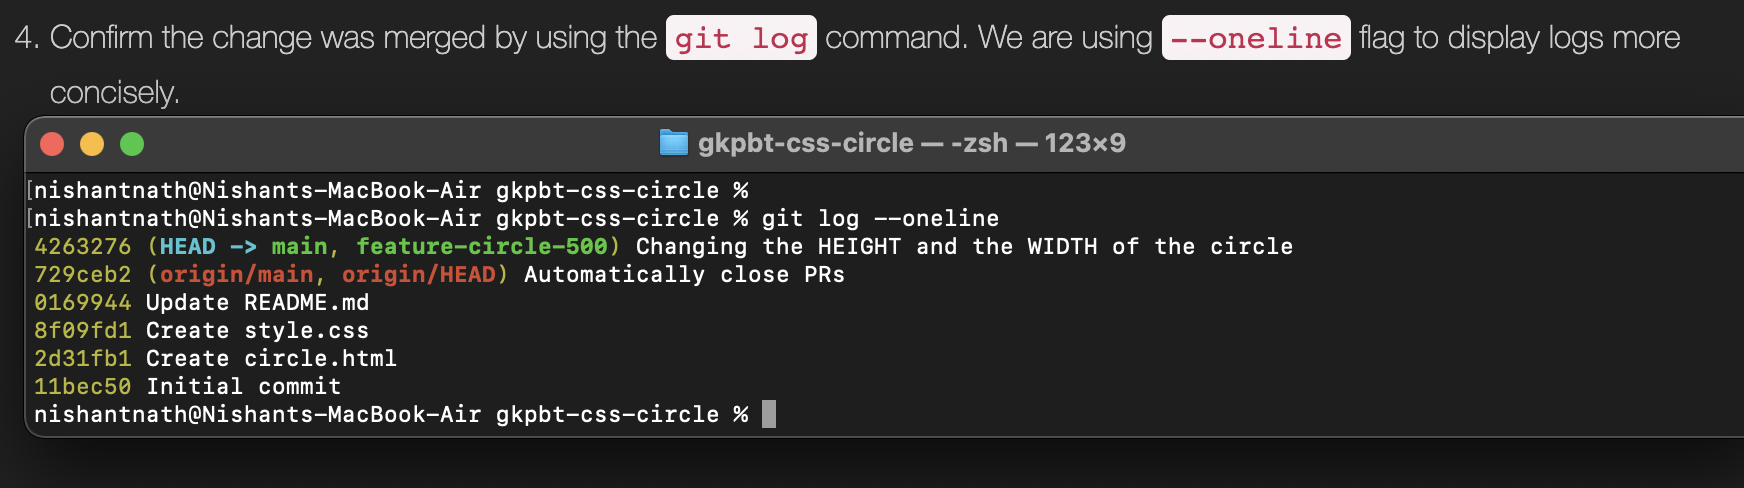 4. Confirm the change was merged by using the git log command. We are using --oneline flag to display logs more
concisely.
gkpbt-css-circle — -zsh — 123×9
[nishantnath@Nishants-MacBook-Air gkpbt-css-circle %
[nishantnath@Nishants-MacBook-Air gkpbt-css-circle % git log --oneline
4263276 (HEAD -> main, feature-circle-500) Changing the HEIGHT and the WIDTH of the circle
729ceb2 (origin/main, origin/HEAD) Automatically close PRs
0169944 Update README.md
8f09fd1 Create style.css
2d31fb1 Create circle.html
11bec50 Initial commit
nishantnath@Nishants-MacBook-Air gkpbt-css-circle %